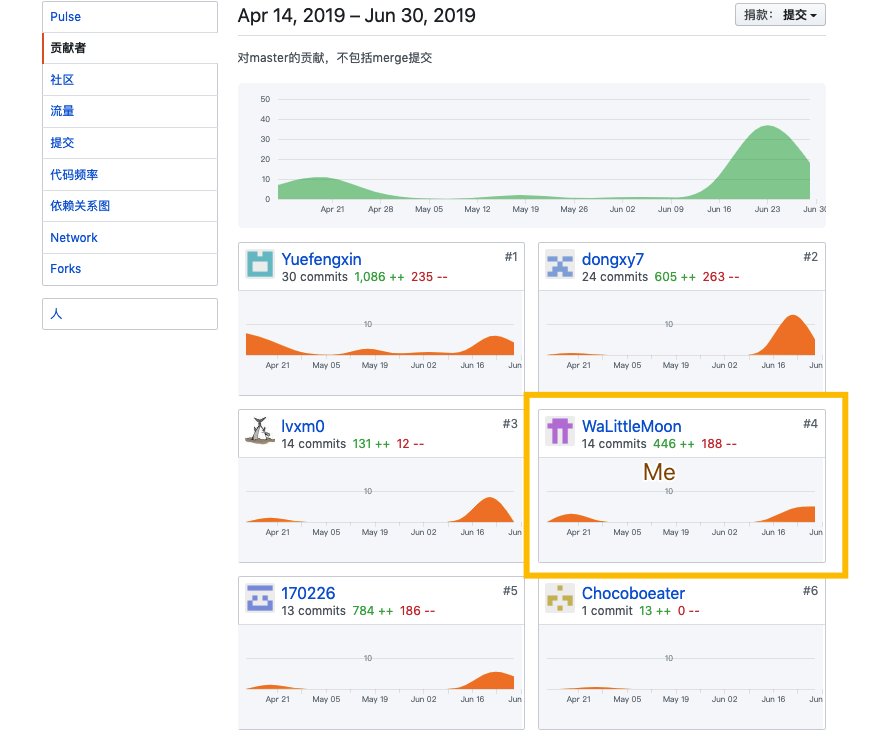 Pulse
贡献者
社区
流量
提交
代码频率
依赖关系图
Network
Forks
人
Apr 14, 2019 – Jun 30, 2019
捐款： 提交
对master的贡献，不包括merge提交
50
40
30
20
10
0
Apr 21 Apr 28 May 05 May 12 May 19 May 26 Jun 02 Jun 09 Jun 16 Jun 23 Jun 30
Yuefengxin #1
30 commits 1,086 ++ 235 --
10
Apr 21 May 05 May 19 Jun 02 Jun 16 Jun
dongxy7 #2
24 commits 605 ++ 263 --
10
Apr 21 May 05 May 19 Jun 02 Jun 16 Jun
lvxm0 #3
14 commits 131 ++ 12 --
10
Apr 21 May 05 May 19 Jun 02 Jun 16 Jun
WaLittleMoon #4
14 commits 446 ++ 188 --
Me
10
Apr 21 May 05 May 19 Jun 02 Jun 16 Jun
170226 #5
13 commits 784 ++ 186 --
10
Apr 21 May 05 May 19 Jun 02 Jun 16 Jun
Chocoboeater #6
1 commit 13 ++ 0 --
10
Apr 21 May 05 May 19 Jun 02 Jun 16 Jun